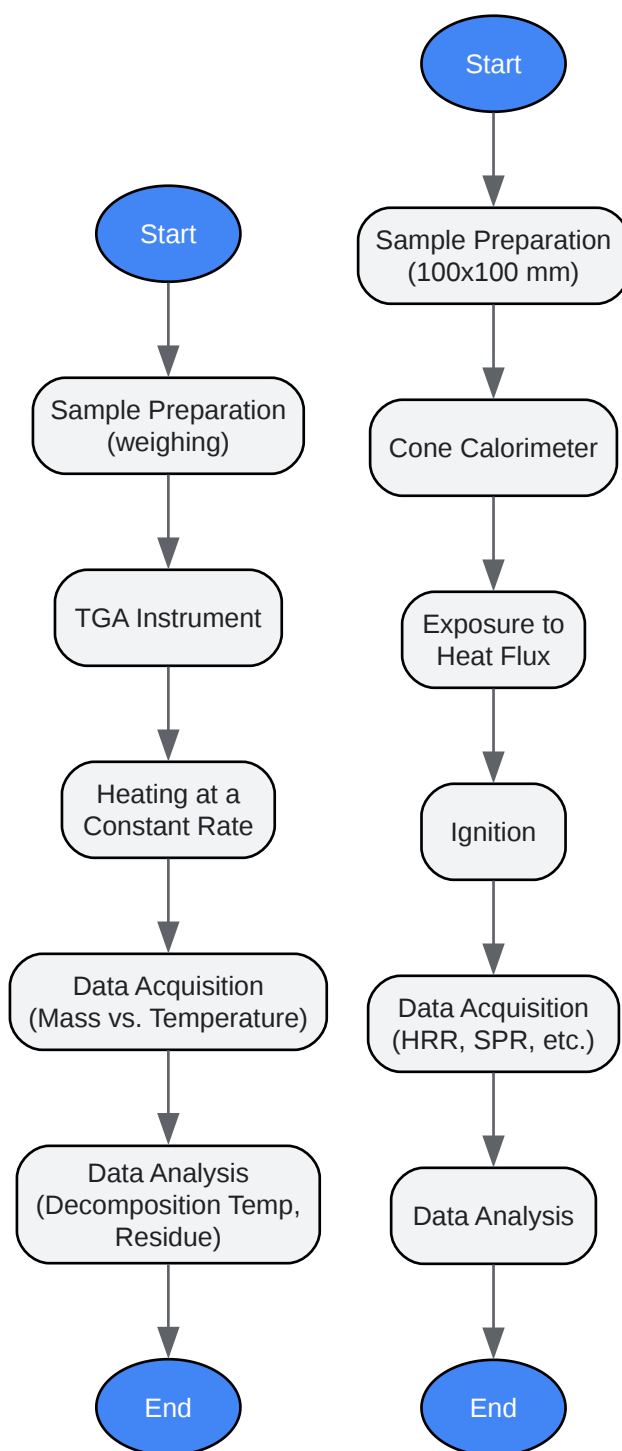 Start
Sample Preparation
(weighing)
TGA Instrument
Heating at a
Constant Rate
Data Acquisition
(Mass vs. Temperature)
Data Analysis
(Decomposition Temp,
Residue)
End
Start
Sample Preparation
(100x100 mm)
Cone Calorimeter
Exposure to
Heat Flux
Ignition
Data Acquisition
(HRR, SPR, etc.)
Data Analysis
End